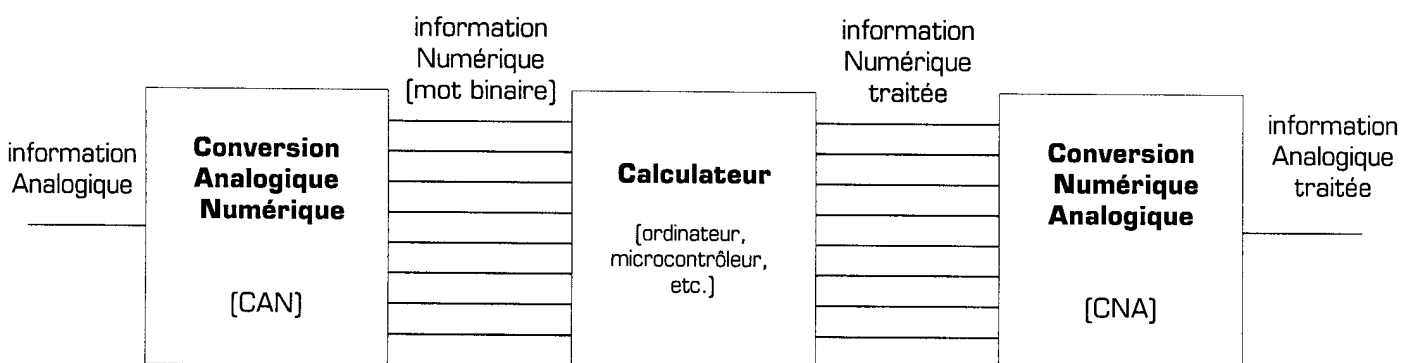 information
Analogique
Conversion
Analogique
Numérique
[CAN]
information
Numérique
[mot binaire]
Calculateur
[ordinateur,
microcontrôleur,
etc.]
information
Numérique
traitée
Conversion
Numérique
Analogique
[CNA]
information
Analogique
traitée